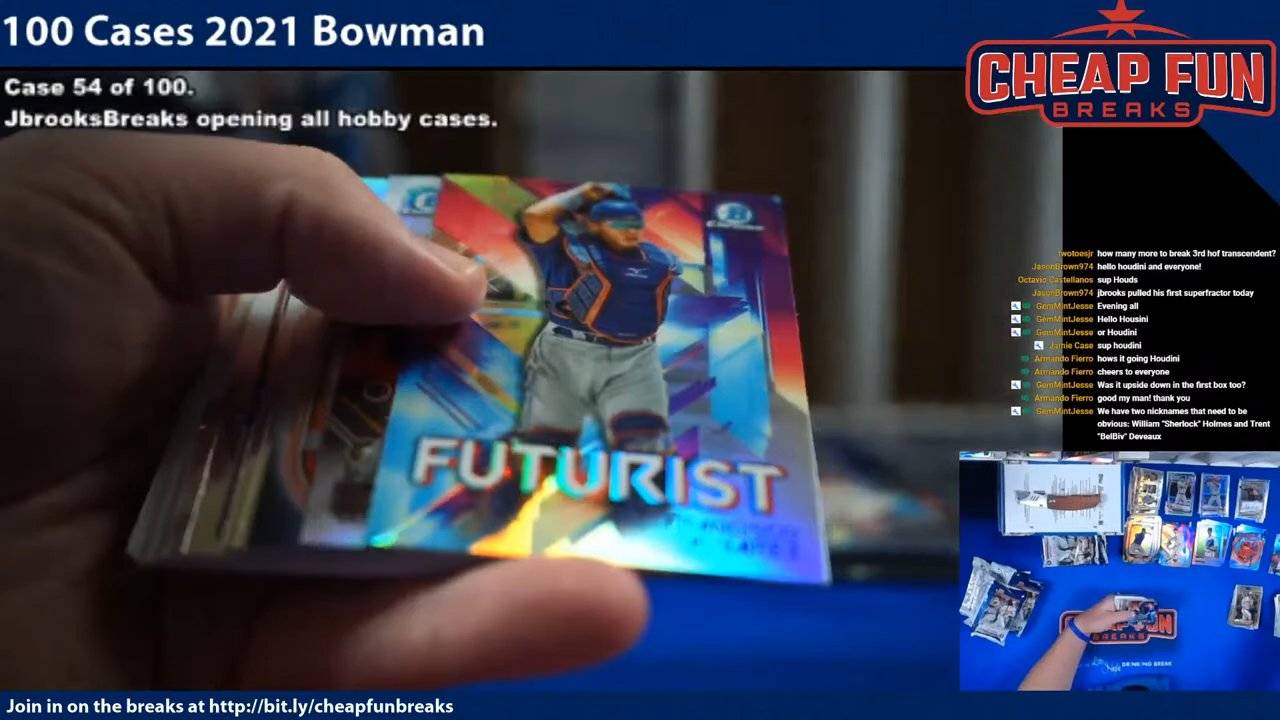 100 Cases 2021 Bowman
Case 54 of 100.
JbrooksBreaks opening all hobby cases.
CHEAP FUN
BREAKS
FUTURIST
twotoesjr how many more to break 3rd hof transcendent?
JasonBrown974 hello houdini and everyone!
Octavio Castellanos sup Houds
JasonBrown974 jbrooks pulled his first superfractor today
GemMintJesse Evening all
GemMintJesse Hello Housini
GemMintJesse or Houdini
Jamie Case sup houdini
Armando Fierro hows it going Houdini
Armando Fierro cheers to everyone
GemMintJesse Was it upside down in the first box too?
Armando Fierro good my man! thank you
GemMintJesse We have two nicknames that need to be
obvious: William "Sherlock" Holmes and Trent
"BelBiv" Deveaux
CHEAP FUN
BREAKS
DRINKING BREAK
Join in on the breaks at http://bit.ly/cheapfunbreaks